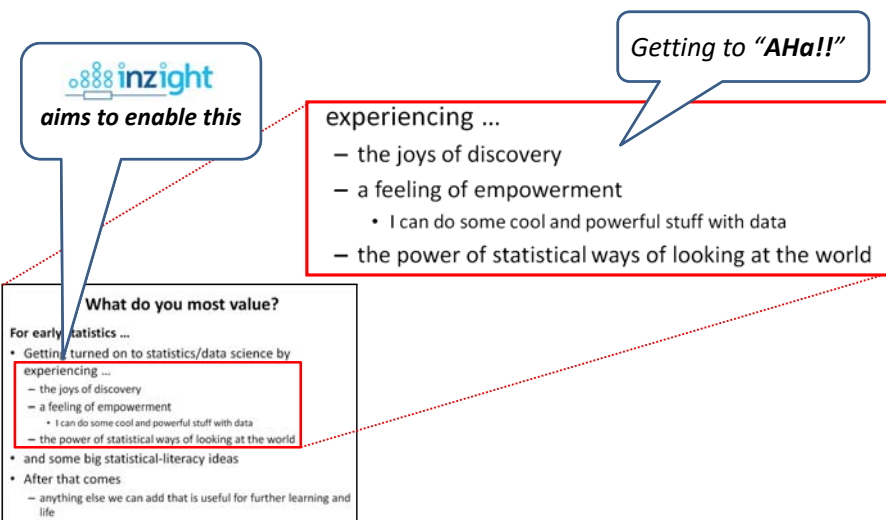 inzight
aims to enable this
Getting to “AHa!!”
experiencing ...
– the joys of discovery
– a feeling of empowerment
• I can do some cool and powerful stuff with data
– the power of statistical ways of looking at the world
What do you most value?
For early statistics ...
• Getting turned on to statistics/data science by
experiencing ...
– the joys of discovery
– a feeling of empowerment
• I can do some cool and powerful stuff with data
– the power of statistical ways of looking at the world
• and some big statistical-literacy ideas
• After that comes
– anything else we can add that is useful for further learning and
life